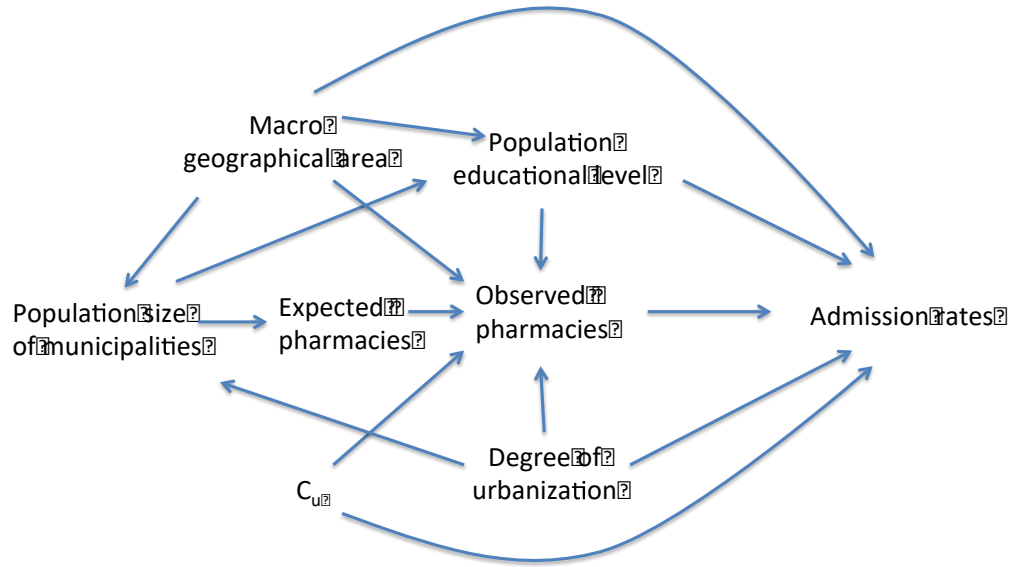 Macro
geographical area
Population
educational level
Population size
of municipalities
Expected
pharmacies
Observed
pharmacies
Admission rates
Degree of
urbanization
Cu